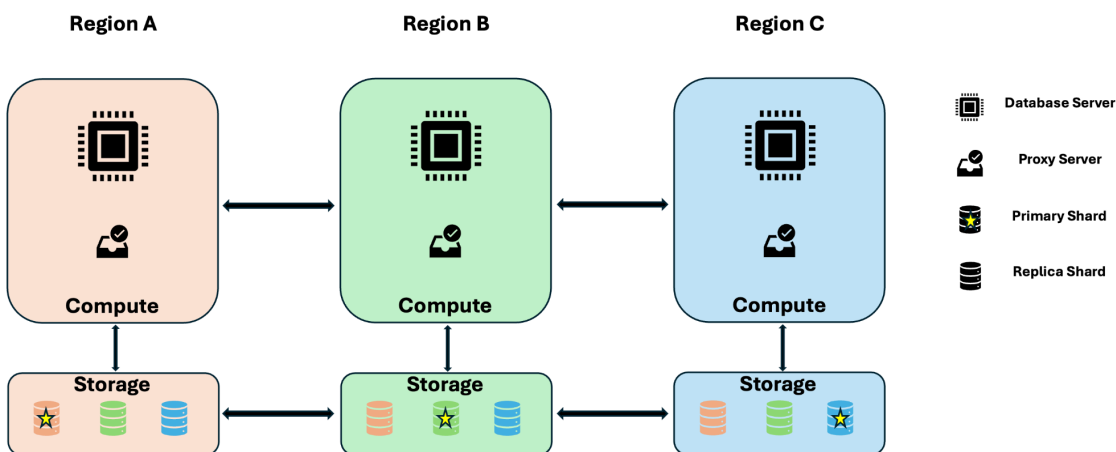 Region A
Region B
Region C
Database Server
Proxy Server
Primary Shard
Replica Shard
Compute
Compute
Compute
Storage
Storage
Storage